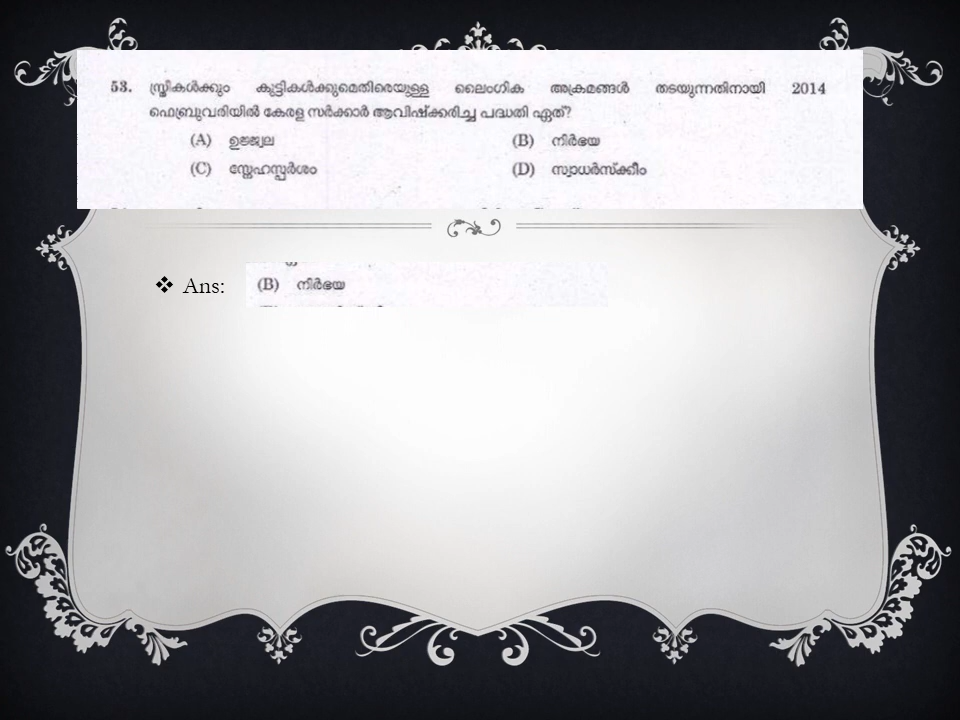 53. സ്ത്രീകൾക്കും കുട്ടികൾക്കുമെതിരെയുള്ള ലൈംഗിക അക്രമങ്ങൾ തടയുന്നതിനായി 2014
ഫെബ്രുവരിയിൽ കേരള സർക്കാർ ആവിഷ്ക്കരിച്ച പദ്ധതി ഏത്?
(A) ഉജ്ജ്വല (B) നിർഭയ
(C) സ്നേഹസ്പർശം (D) സ്വാധർസ്ക്കീം
Ans: (B) നിർഭയ